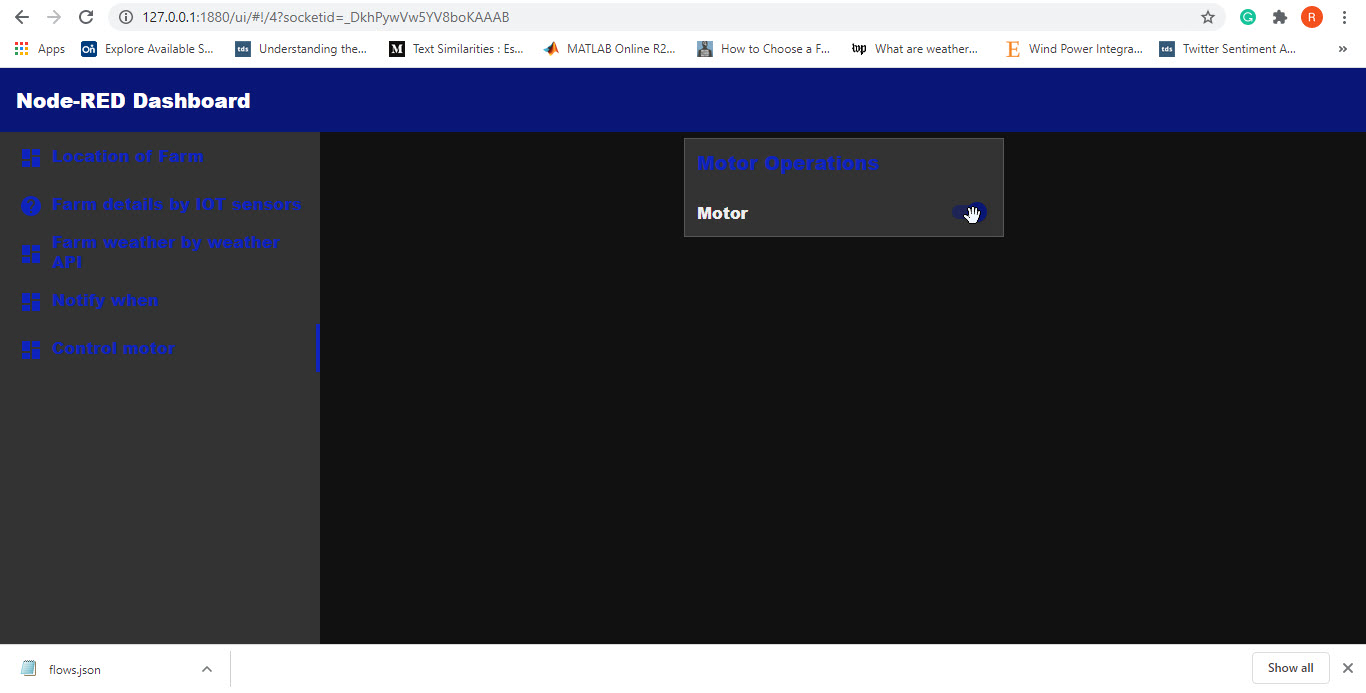 127.0.0.1:1880/ui/#!/4?socketid=_DkhPywVw5YV8boKAAAB
R
Apps
Explore Available S...
Understanding the...
Text Similarities : Es...
MATLAB Online R2...
How to Choose a F...
What are weather...
Wind Power Integra...
Twitter Sentiment A...
»
Node-RED Dashboard
Location of Farm
Farm details by IOT sensors
Farm weather by weather
API
Notify when
Control motor
Motor Operations
Motor
flows.json
Show all